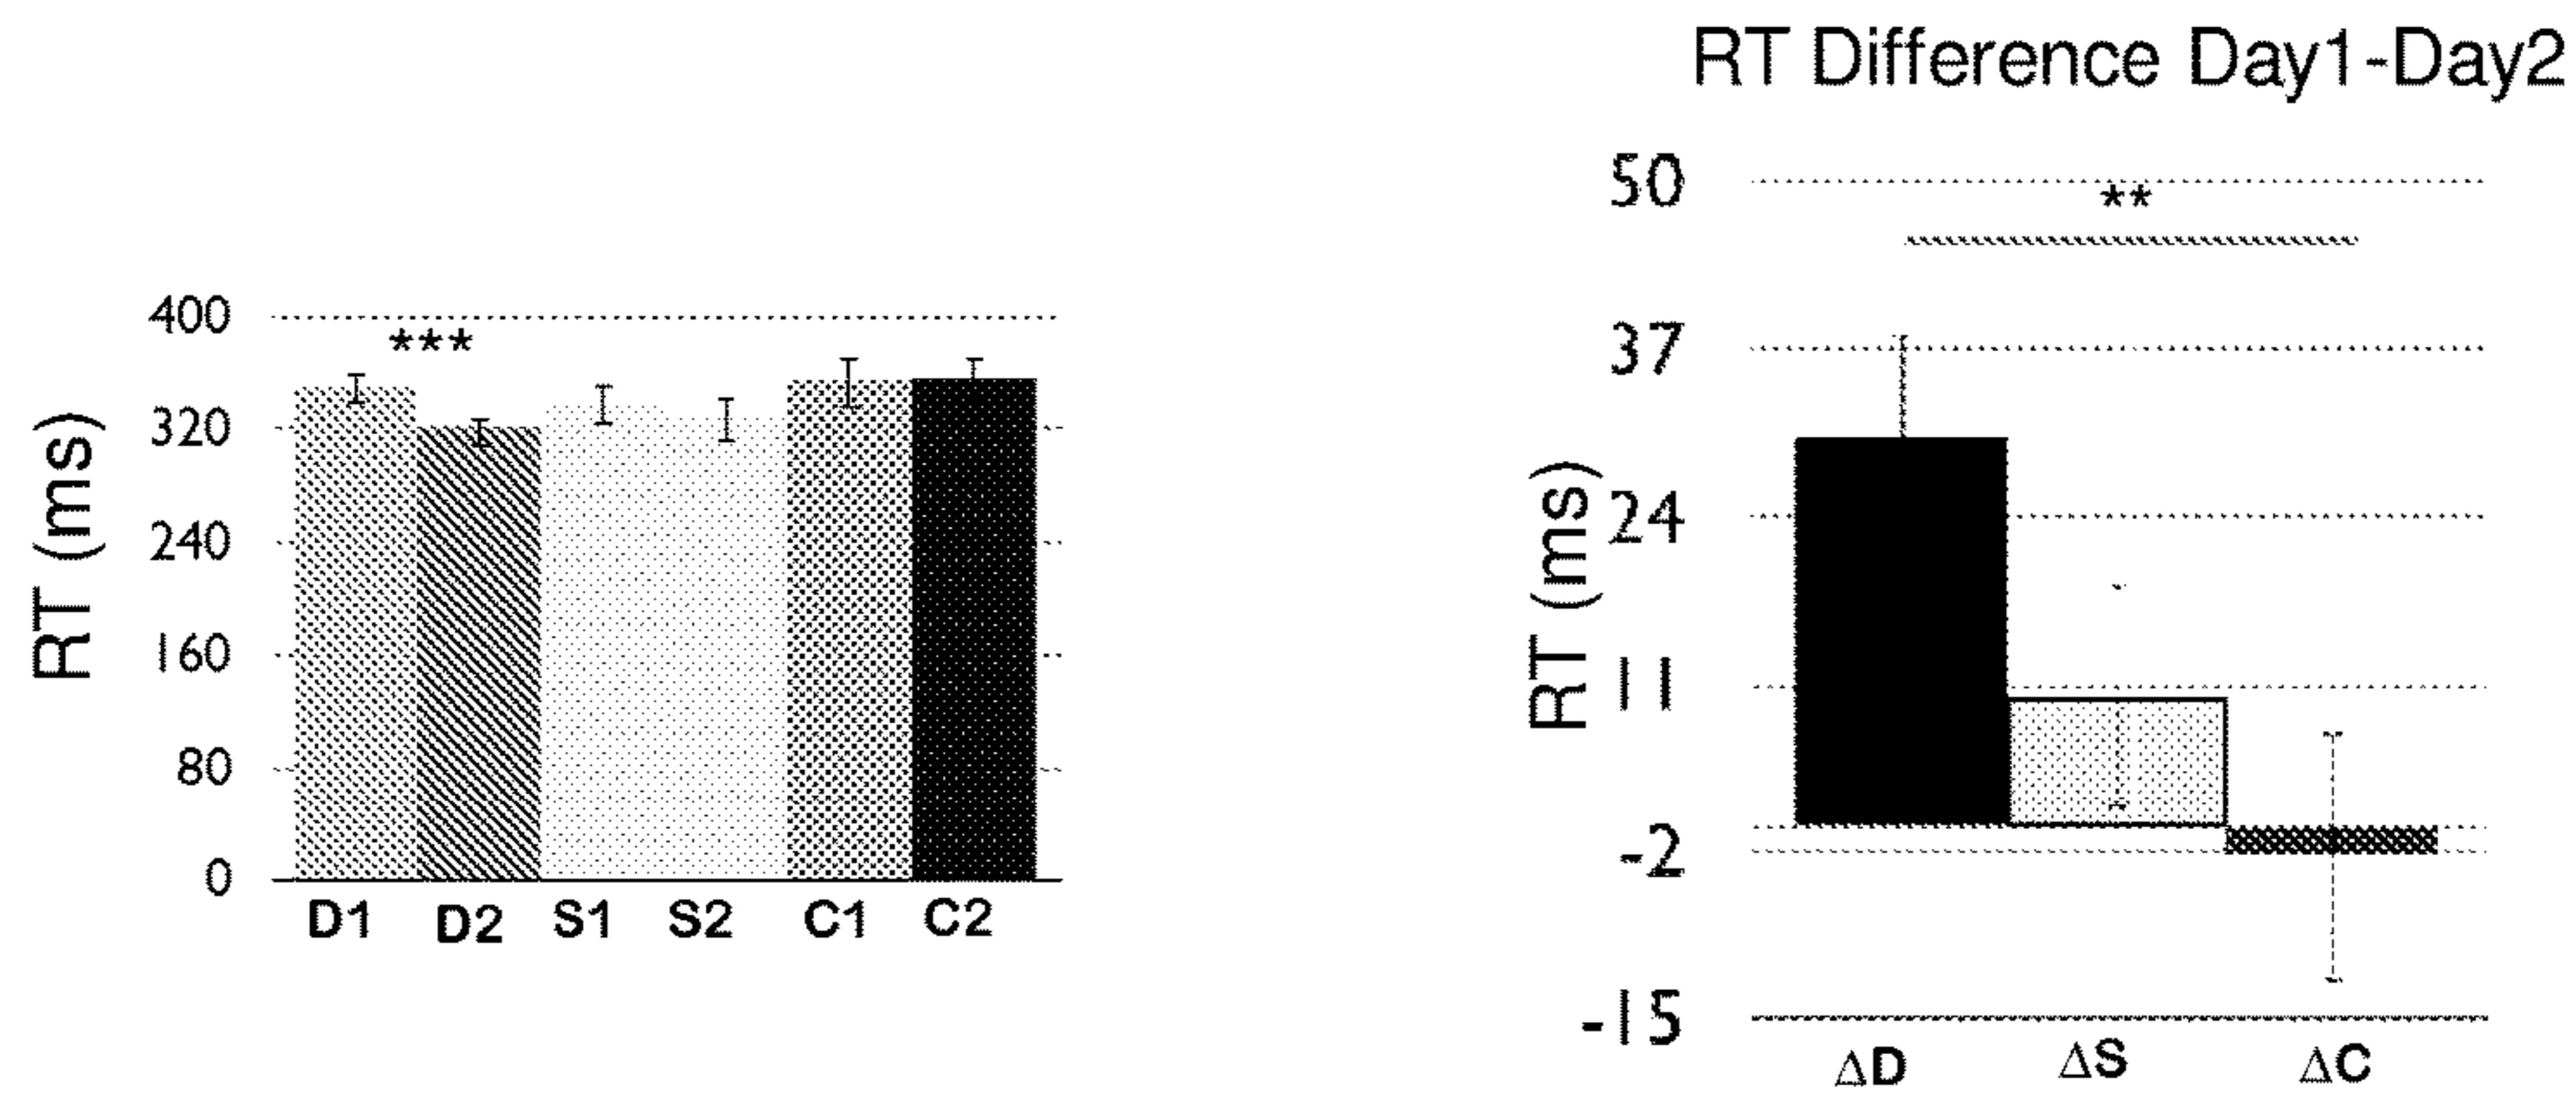 RT (ms)
400
320
240
160
80
0
***
D1 D2 S1 S2 C1 C2
RT Difference Day1-Day2
RT (ms)
50
37
24
11
-2
-15
**
ΔD ΔS ΔC